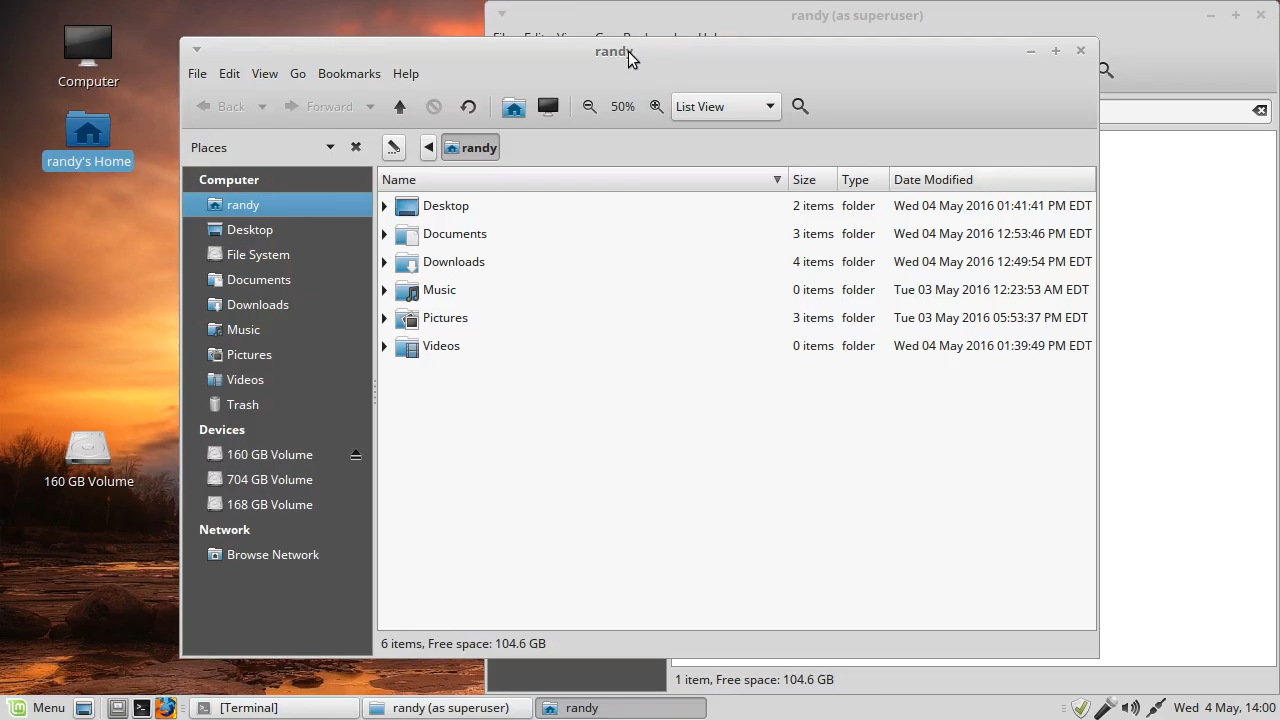 randy (as superuser)
Computer
randy's Home
160 GB Volume
randy
File Edit View Go Bookmarks Help
Back Forward 50% List View
Places
randy
Computer
randy
Desktop
File System
Documents
Downloads
Music
Pictures
Videos
Trash
Devices
160 GB Volume
704 GB Volume
168 GB Volume
Network
Browse Network
Name Size Type Date Modified
Desktop 2 items folder Wed 04 May 2016 01:41:41 PM EDT
Documents 3 items folder Wed 04 May 2016 12:53:46 PM EDT
Downloads 4 items folder Wed 04 May 2016 12:49:54 PM EDT
Music 0 items folder Tue 03 May 2016 12:23:53 AM EDT
Pictures 3 items folder Tue 03 May 2016 05:53:37 PM EDT
Videos 0 items folder Wed 04 May 2016 01:39:49 PM EDT
6 items, Free space: 104.6 GB
1 item, Free space: 104.6 GB
Menu [Terminal] randy (as superuser) randy Wed 4 May, 14:00